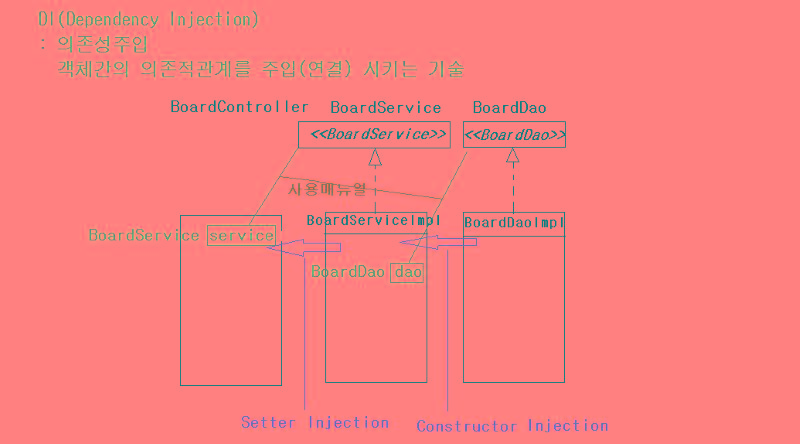 DI(Dependency Injection)
: 의존성주입
객체간의 의존적관계를 주입(연결) 시키는 기술
BoardController BoardService BoardDao
<<BoardService>> <<BoardDao>>
사용메뉴얼
BoardServiceImpl BoardDaoImpl
BoardService service
BoardDao dao
Setter Injection Constructor Injection